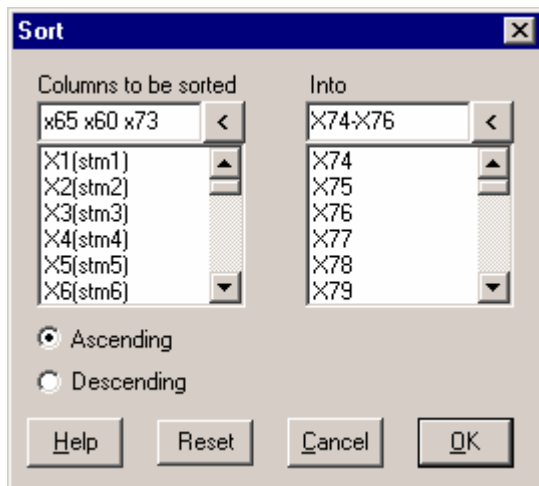 Sort
Columns to be sorted
x65 x60 x73
<
X1(stm1)
X2(stm2)
X3(stm3)
X4(stm4)
X5(stm5)
X6(stm6)
Into
X74-X76
<
X74
X75
X76
X77
X78
X79
Ascending
Descending
Help Reset Cancel OK